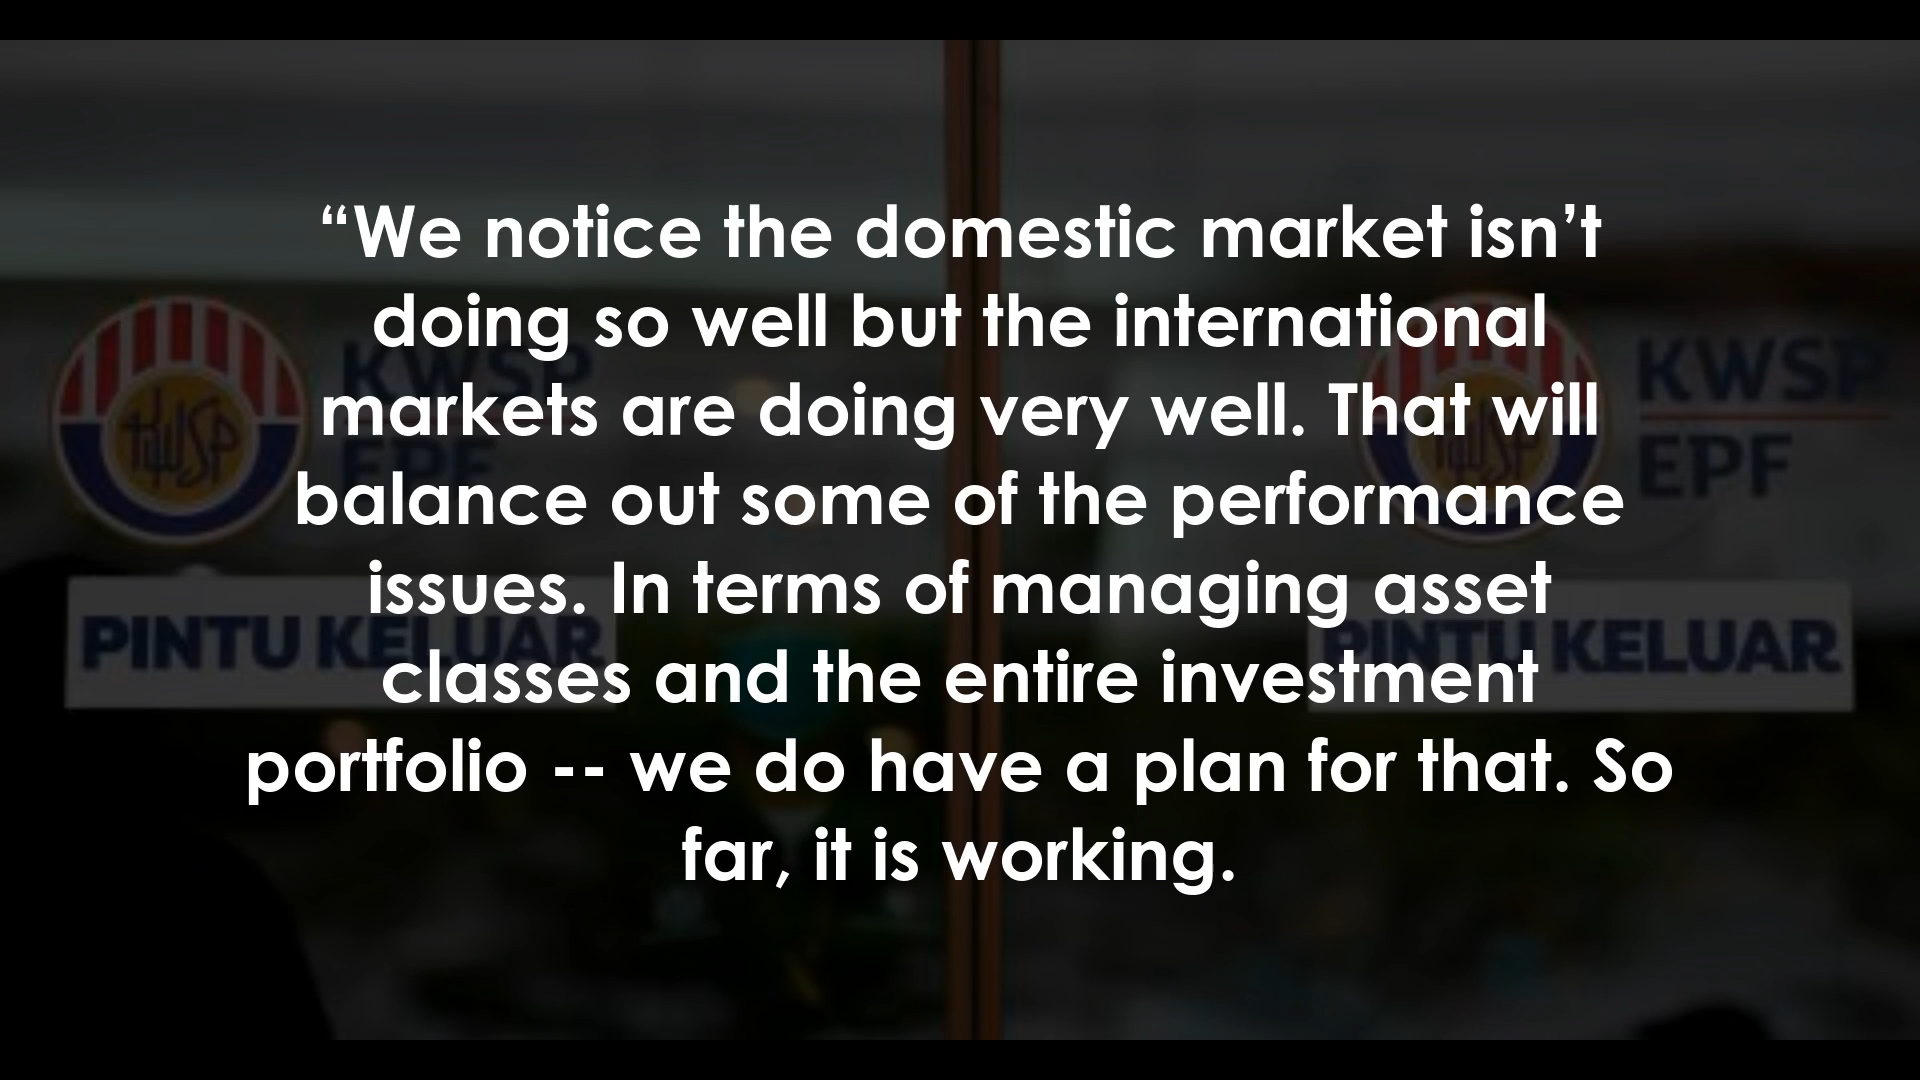 “We notice the domestic market isn’t
doing so well but the international
markets are doing very well. That will
balance out some of the performance
issues. In terms of managing asset
classes and the entire investment
portfolio -- we do have a plan for that. So
far, it is working.
KWSP
KWSP
EPF
PINTU KELUAR
KWSP
KWSP
EPF
PINTU KELUAR